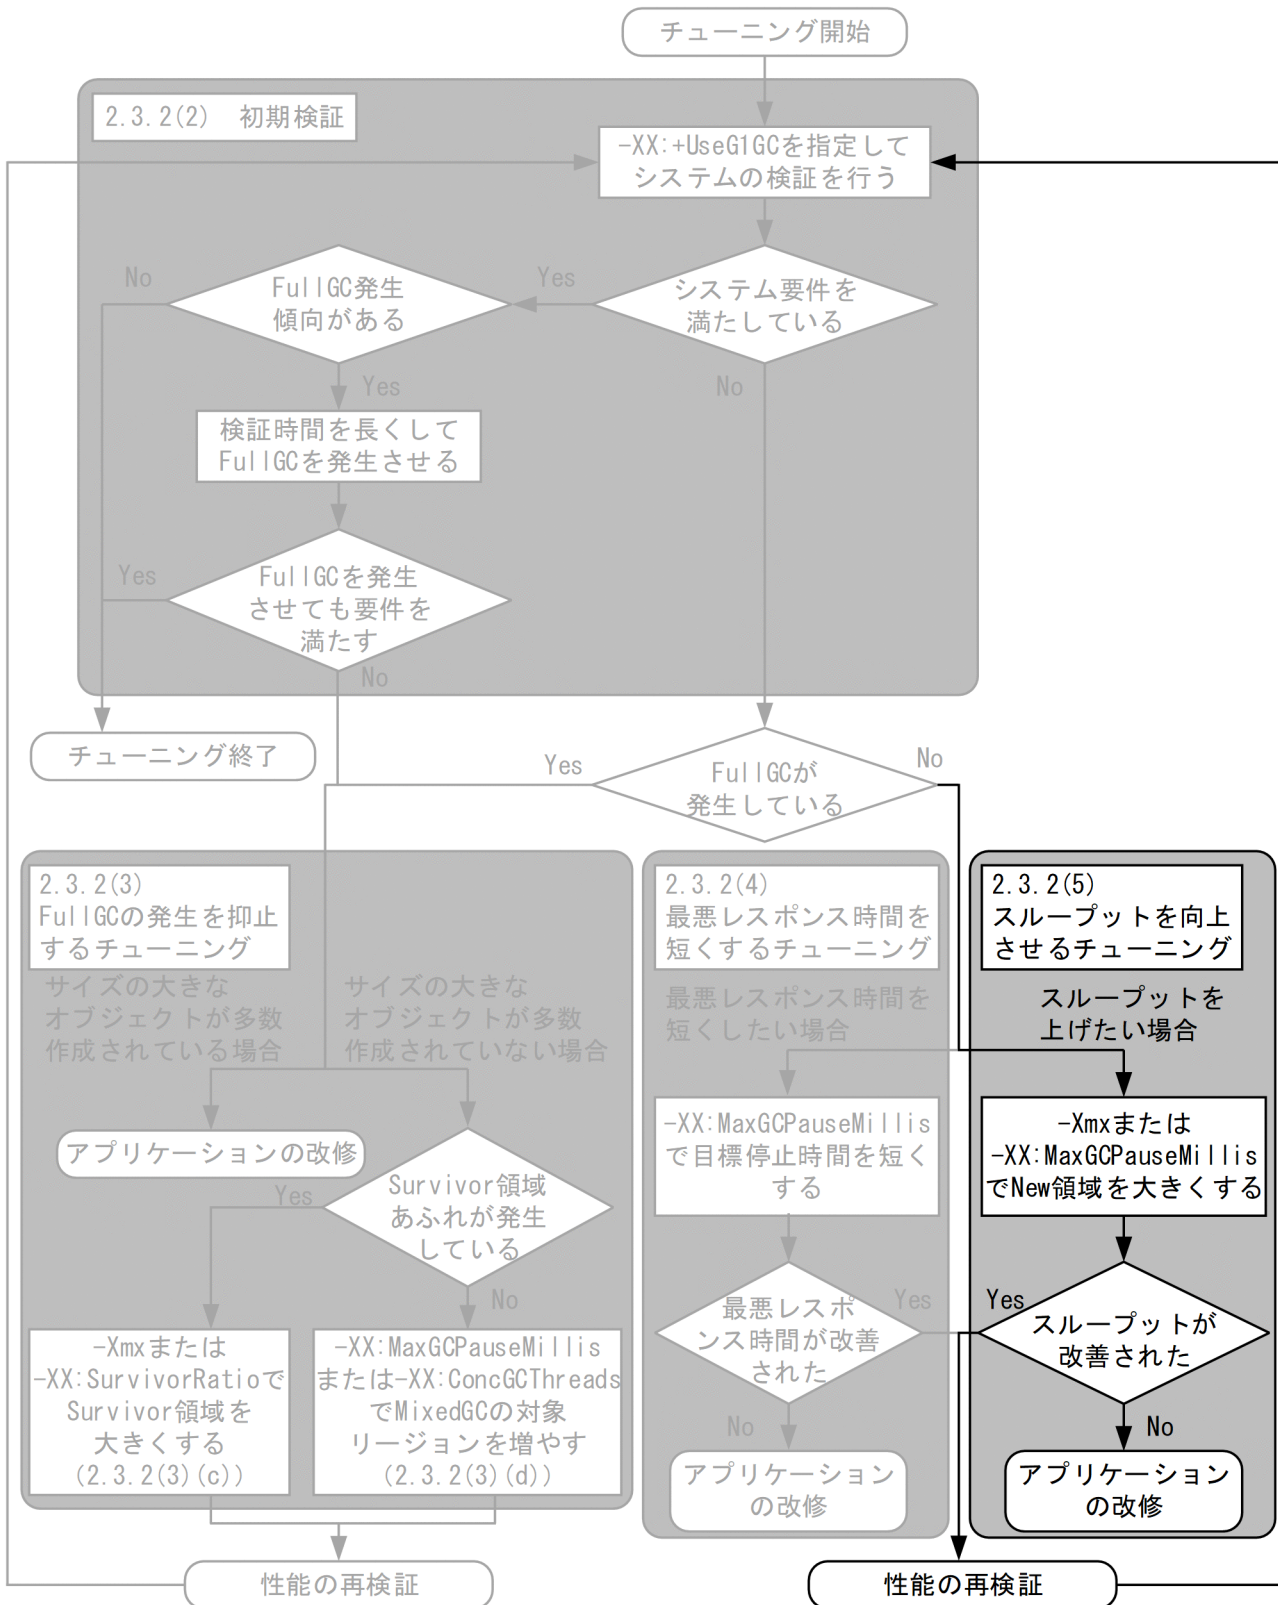 チューニング開始
2.3.2(2)　初期検証
-XX:+UseG1GCを指定して
システムの検証を行う
No
FullGC発生
傾向がある
Yes
システム要件を
満たしている
Yes
No
検証時間を長くして
FullGCを発生させる
Yes
FullGCを発生
させても要件を
満たす
No
チューニング終了
Yes
FullGCが
発生している
No
2.3.2(3)
FullGCの発生を抑止
するチューニング
サイズの大きな
オブジェクトが多数
作成されている場合
サイズの大きな
オブジェクトが多数
作成されていない場合
アプリケーションの改修
Yes
Survivor領域
あふれが発生
している
No
-Xmxまたは
-XX:SurvivorRatioで
Survivor領域を
大きくする
(2.3.2(3)(c))
-XX:MaxGCPauseMillis
または-XX:ConcGCThreads
でMixedGCの対象
リージョンを増やす
(2.3.2(3)(d))
性能の再検証
2.3.2(4)
最悪レスポンス時間を
短くするチューニング
最悪レスポンス時間を
短くしたい場合
-XX:MaxGCPauseMillis
で目標停止時間を短く
する
最悪レスポ
ンス時間が改善
された
Yes
No
アプリケーション
の改修
2.3.2(5)
スループットを向上
させるチューニング
スループットを
上げたい場合
-Xmxまたは
-XX:MaxGCPauseMillis
でNew領域を大きくする
Yes
スループットが
改善された
No
アプリケーション
の改修
性能の再検証